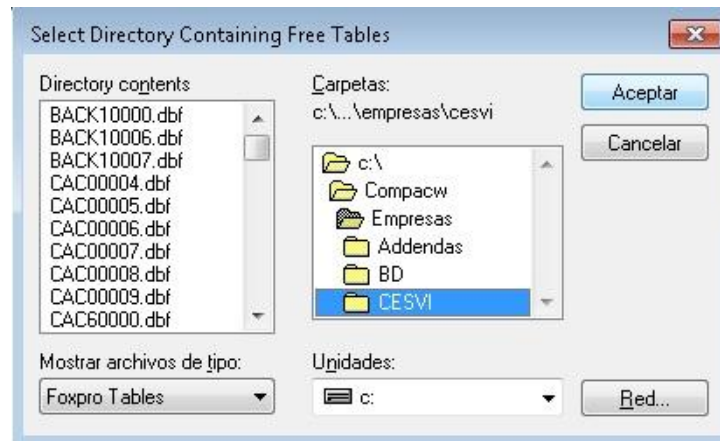 Select Directory Containing Free Tables
Directory contents
BACK10000.dbf
BACK10006.dbf
BACK10007.dbf
CAC00004.dbf
CAC00005.dbf
CAC00006.dbf
CAC00007.dbf
CAC00008.dbf
CAC00009.dbf
CAC60000.dbf
Mostrar archivos de tipo:
Foxpro Tables
Carpetas:
c:\...\empresas\cesvi
c:\
Compacw
Empresas
Addendas
BD
CESVI
Unidades:
c:
Aceptar
Cancelar
Red...